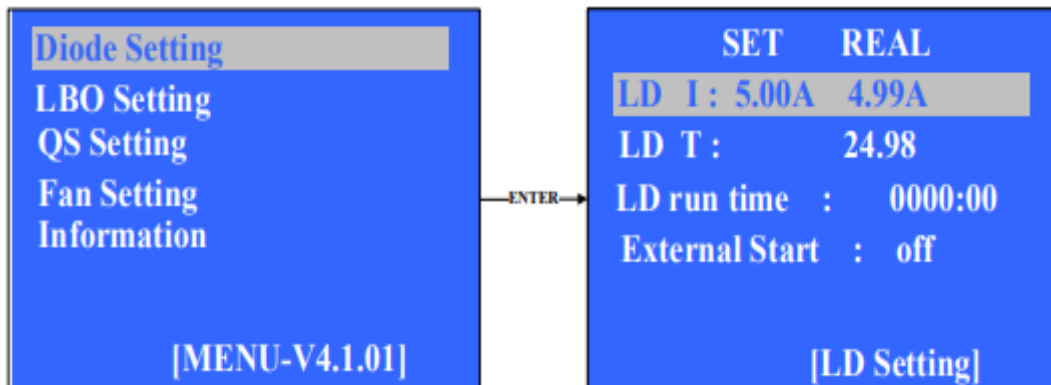 Diode Setting
LBO Setting
QS Setting
Fan Setting
Information
[MENU-V4.1.01]
ENTER
SET REAL
LD I : 5.00A 4.99A
LD T : 24.98
LD run time : 0000:00
External Start : off
[LD Setting]